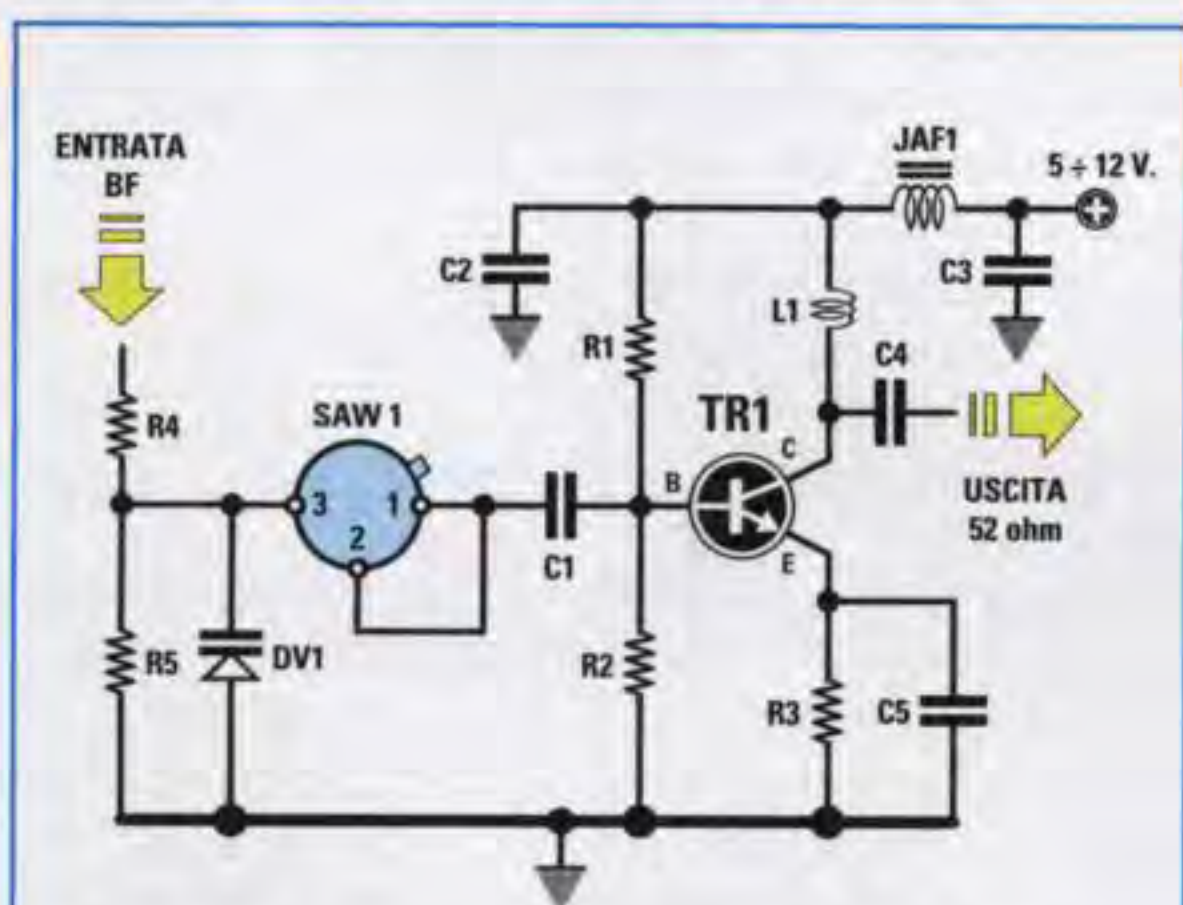 ENTRATA
BF
JAF1
5 ÷ 12 V.
C2
C3
L1
R1
C4
R4
SAW 1
TR1
C
B
USCITA
52 ohm
3
1
2
C1
E
R5
DV1
R2
R3
C5